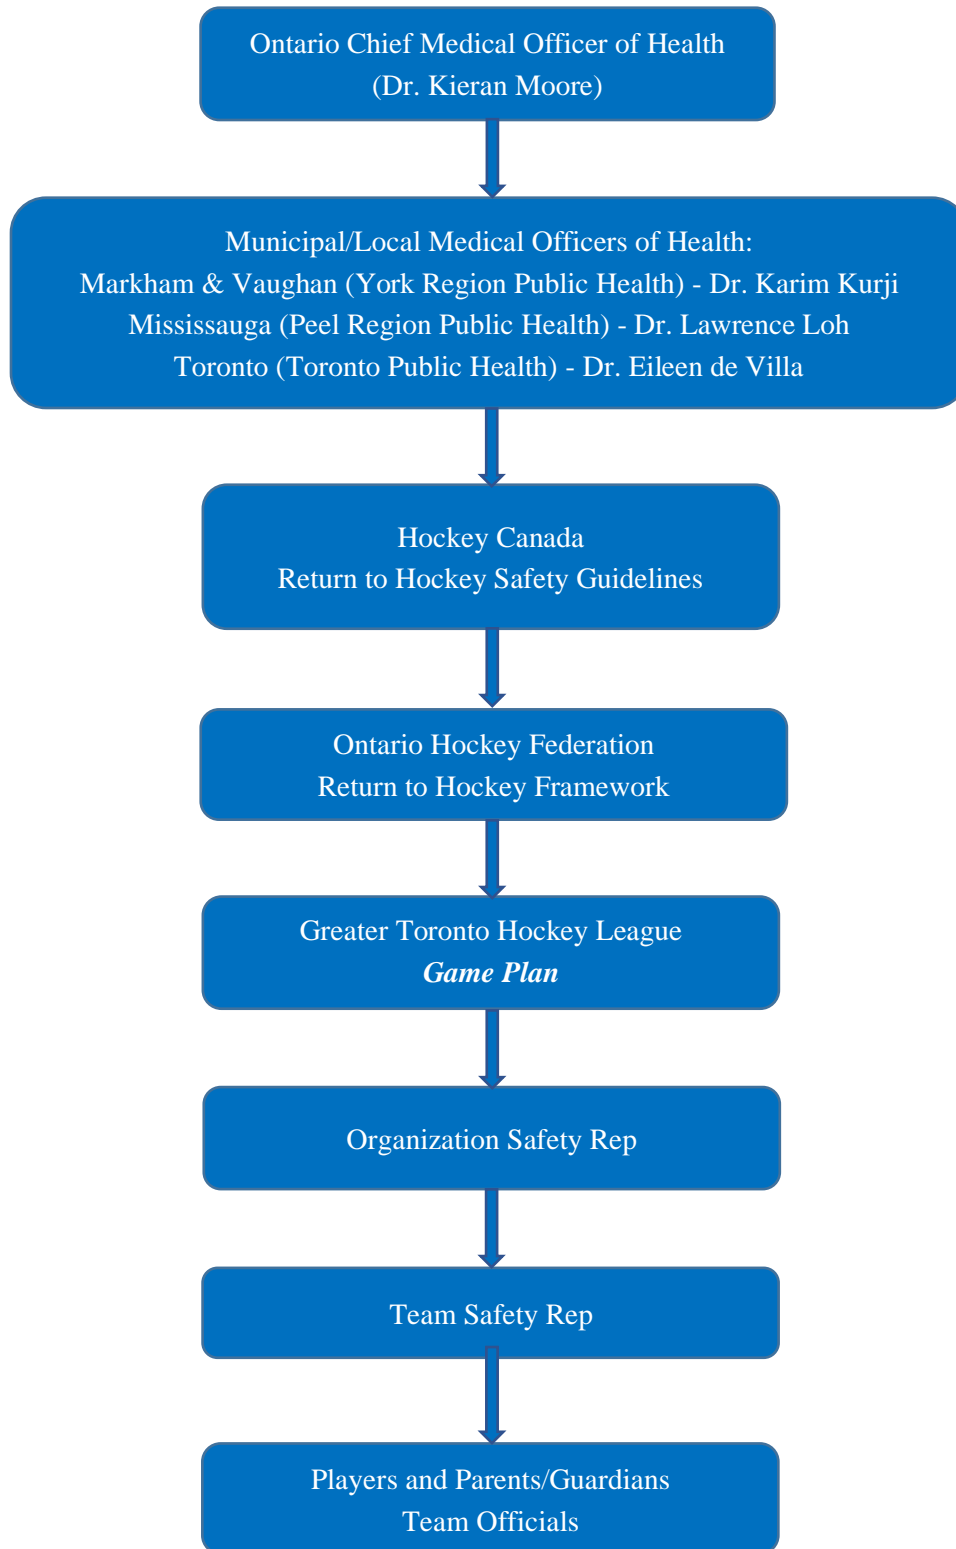 Ontario Chief Medical Officer of Health
(Dr. Kieran Moore)
Municipal/Local Medical Officers of Health:
Markham & Vaughan (York Region Public Health) - Dr. Karim Kurji
Mississauga (Peel Region Public Health) - Dr. Lawrence Loh
Toronto (Toronto Public Health) - Dr. Eileen de Villa
Hockey Canada
Return to Hockey Safety Guidelines
Ontario Hockey Federation
Return to Hockey Framework
Greater Toronto Hockey League
Game Plan
Organization Safety Rep
Team Safety Rep
Players and Parents/Guardians
Team Officials